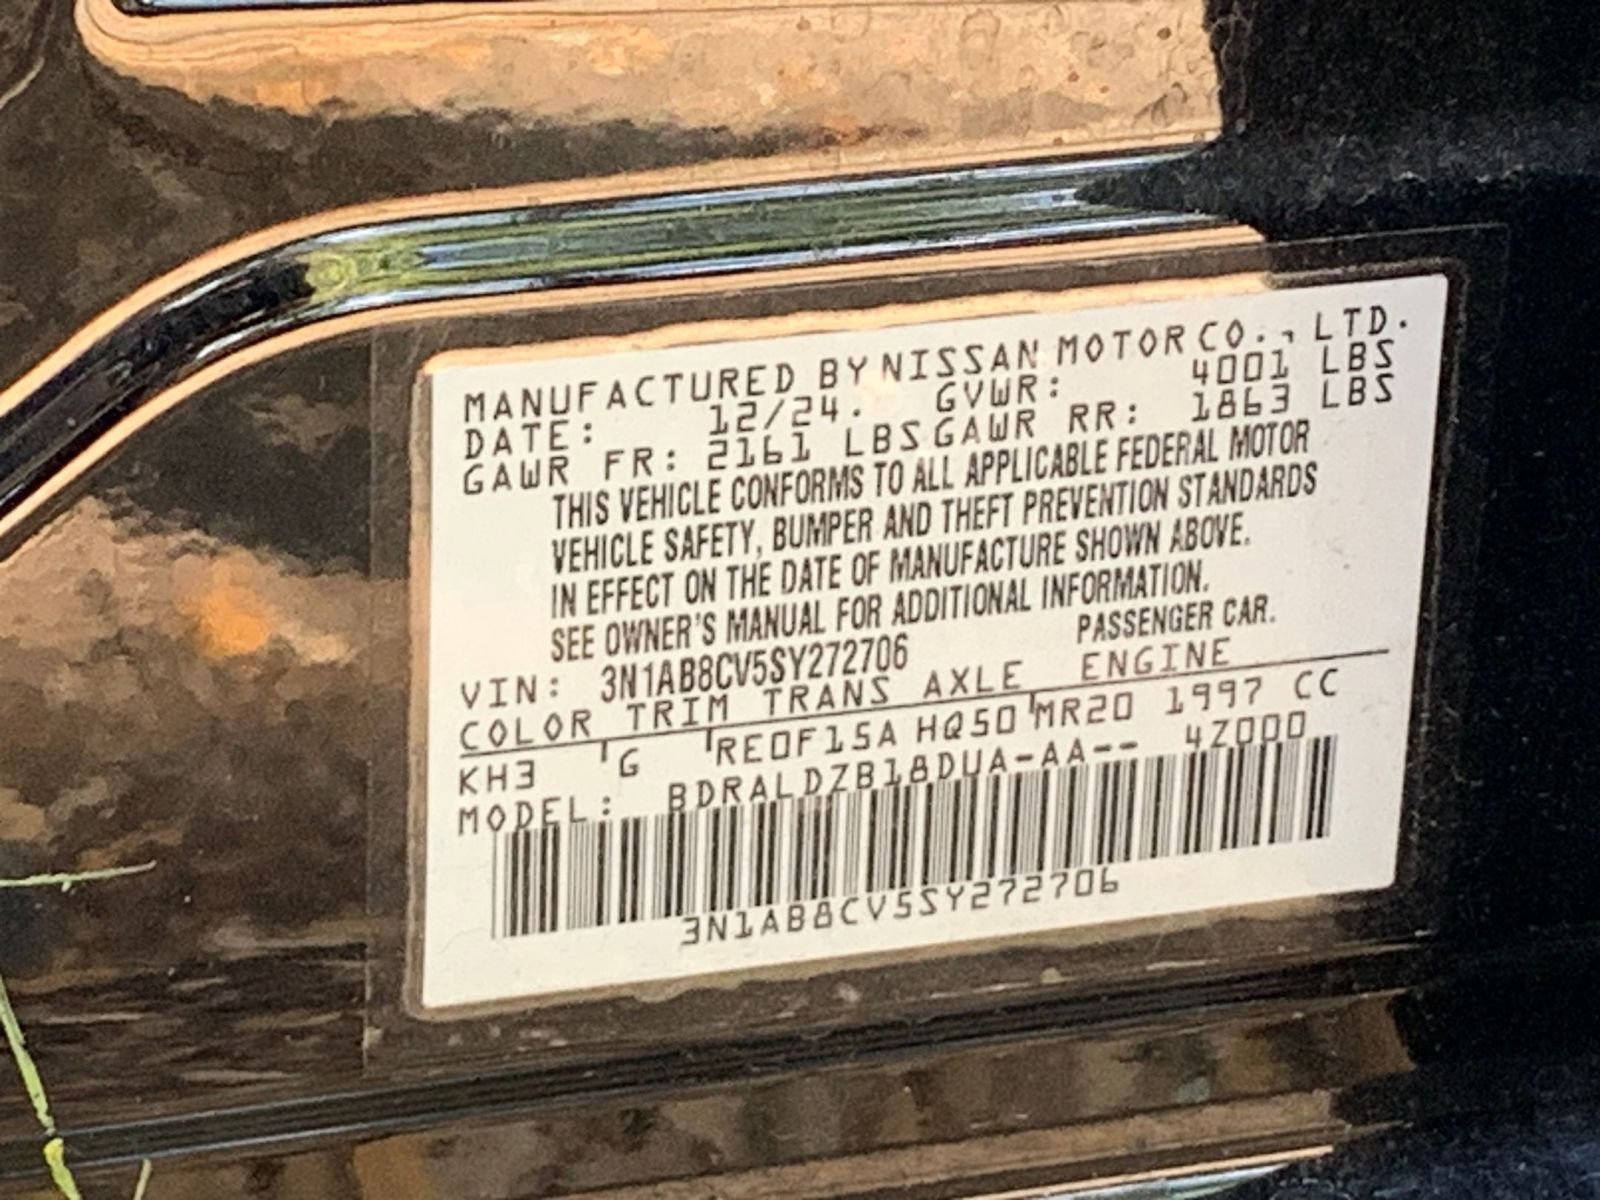 MANUFACTURED BY NISSAN MOTOR CO., LTD.
DATE: 12/24. GVWR: 4001 LBS
GAWR FR: 2161 LBS GAWR RR: 1863 LBS
THIS VEHICLE CONFORMS TO ALL APPLICABLE FEDERAL MOTOR
VEHICLE SAFETY, BUMPER AND THEFT PREVENTION STANDARDS
IN EFFECT ON THE DATE OF MANUFACTURE SHOWN ABOVE.
SEE OWNER'S MANUAL FOR ADDITIONAL INFORMATION.
VIN: 3N1AB8CV5SY272706 PASSENGER CAR.
COLOR TRIM TRANS AXLE ENGINE
KH3 G RE0F15A HQ50 MR20 1997 CC
MODEL: BDRALDZB18DUA-AA-- 4Z000
3N1AB8CV5SY272706